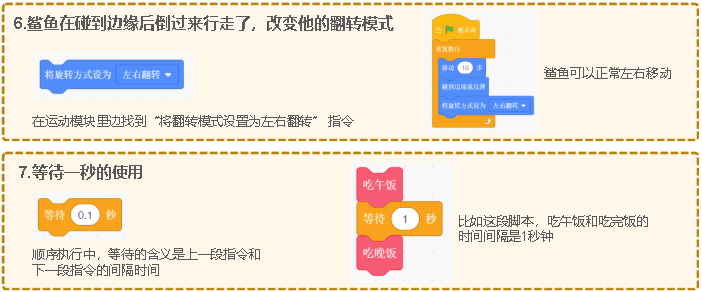 6.鲨鱼在碰到边缘后倒过来行走了，改变他的翻转模式
将旋转方式设为 左右翻转
在运动模块里边找到“将翻转模式设置为左右翻转” 指令
当 被点击
重复执行
移动 10 步
碰到边缘就反弹
将旋转方式设为 左右翻转
鲨鱼可以正常左右移动
7.等待一秒的使用
等待 0.1 秒
顺序执行中，等待的含义是上一段指令和
下一段指令的间隔时间
吃午饭
等待 1 秒
吃晚饭
比如这段脚本，吃午饭和吃完饭的
时间间隔是1秒钟